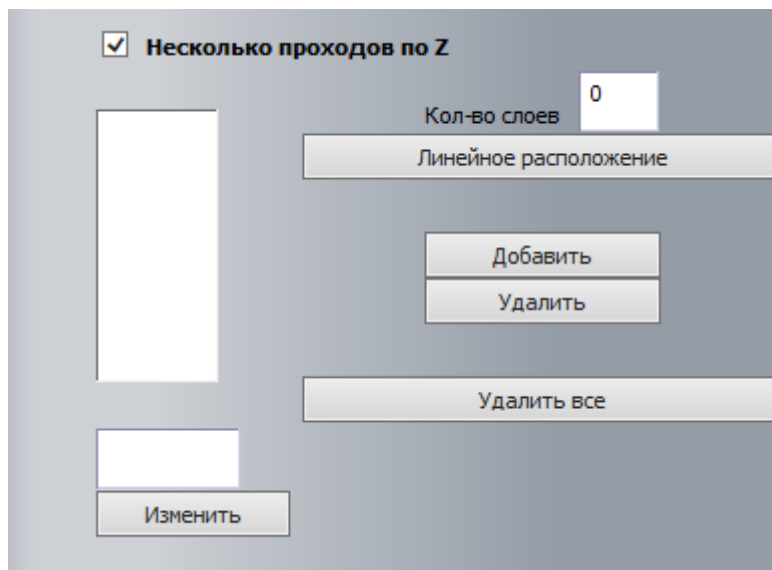 Несколько проходов по Z
0
Кол-во слоев
Линейное расположение
Добавить
Удалить
Удалить все
Изменить